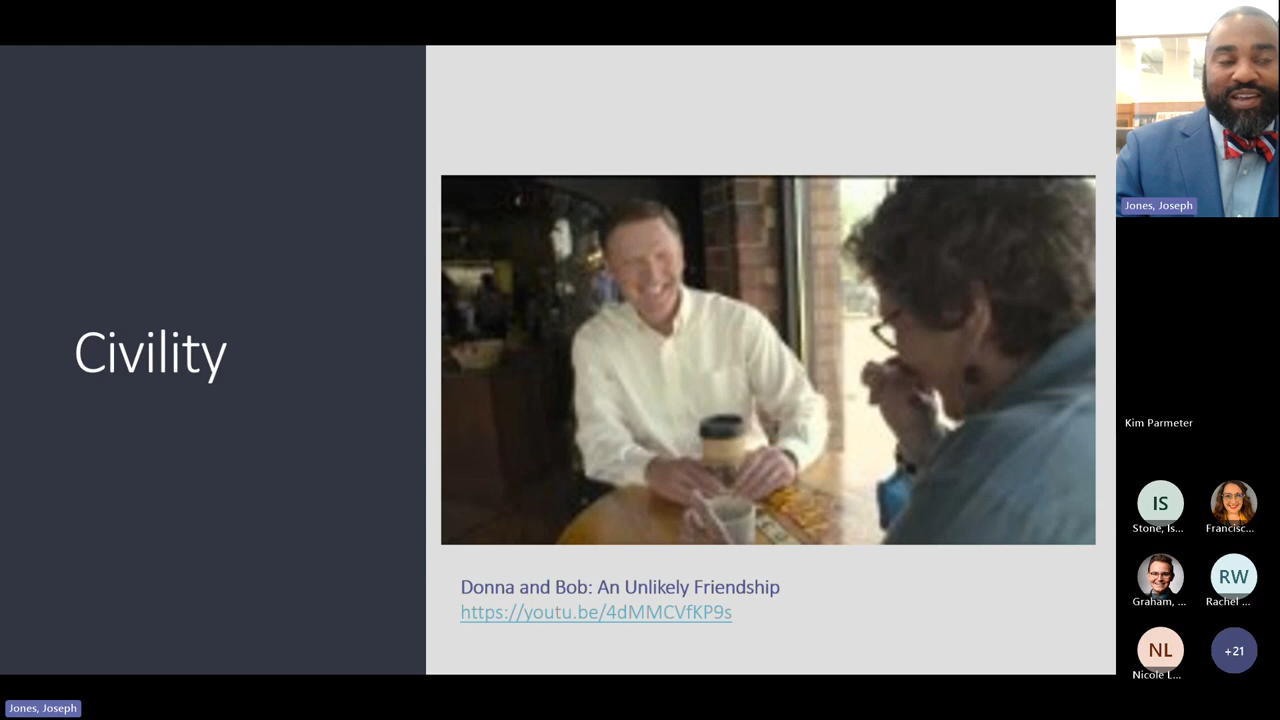 Civility
Donna and Bob: An Unlikely Friendship
https://youtu.be/4dMMCVfKP9s
Jones, Joseph
Kim Parmeter
IS
Stone, Is...
Francisc...
Graham, ...
RW
Rachel ...
NL
Nicole L...
+21
Jones, Joseph